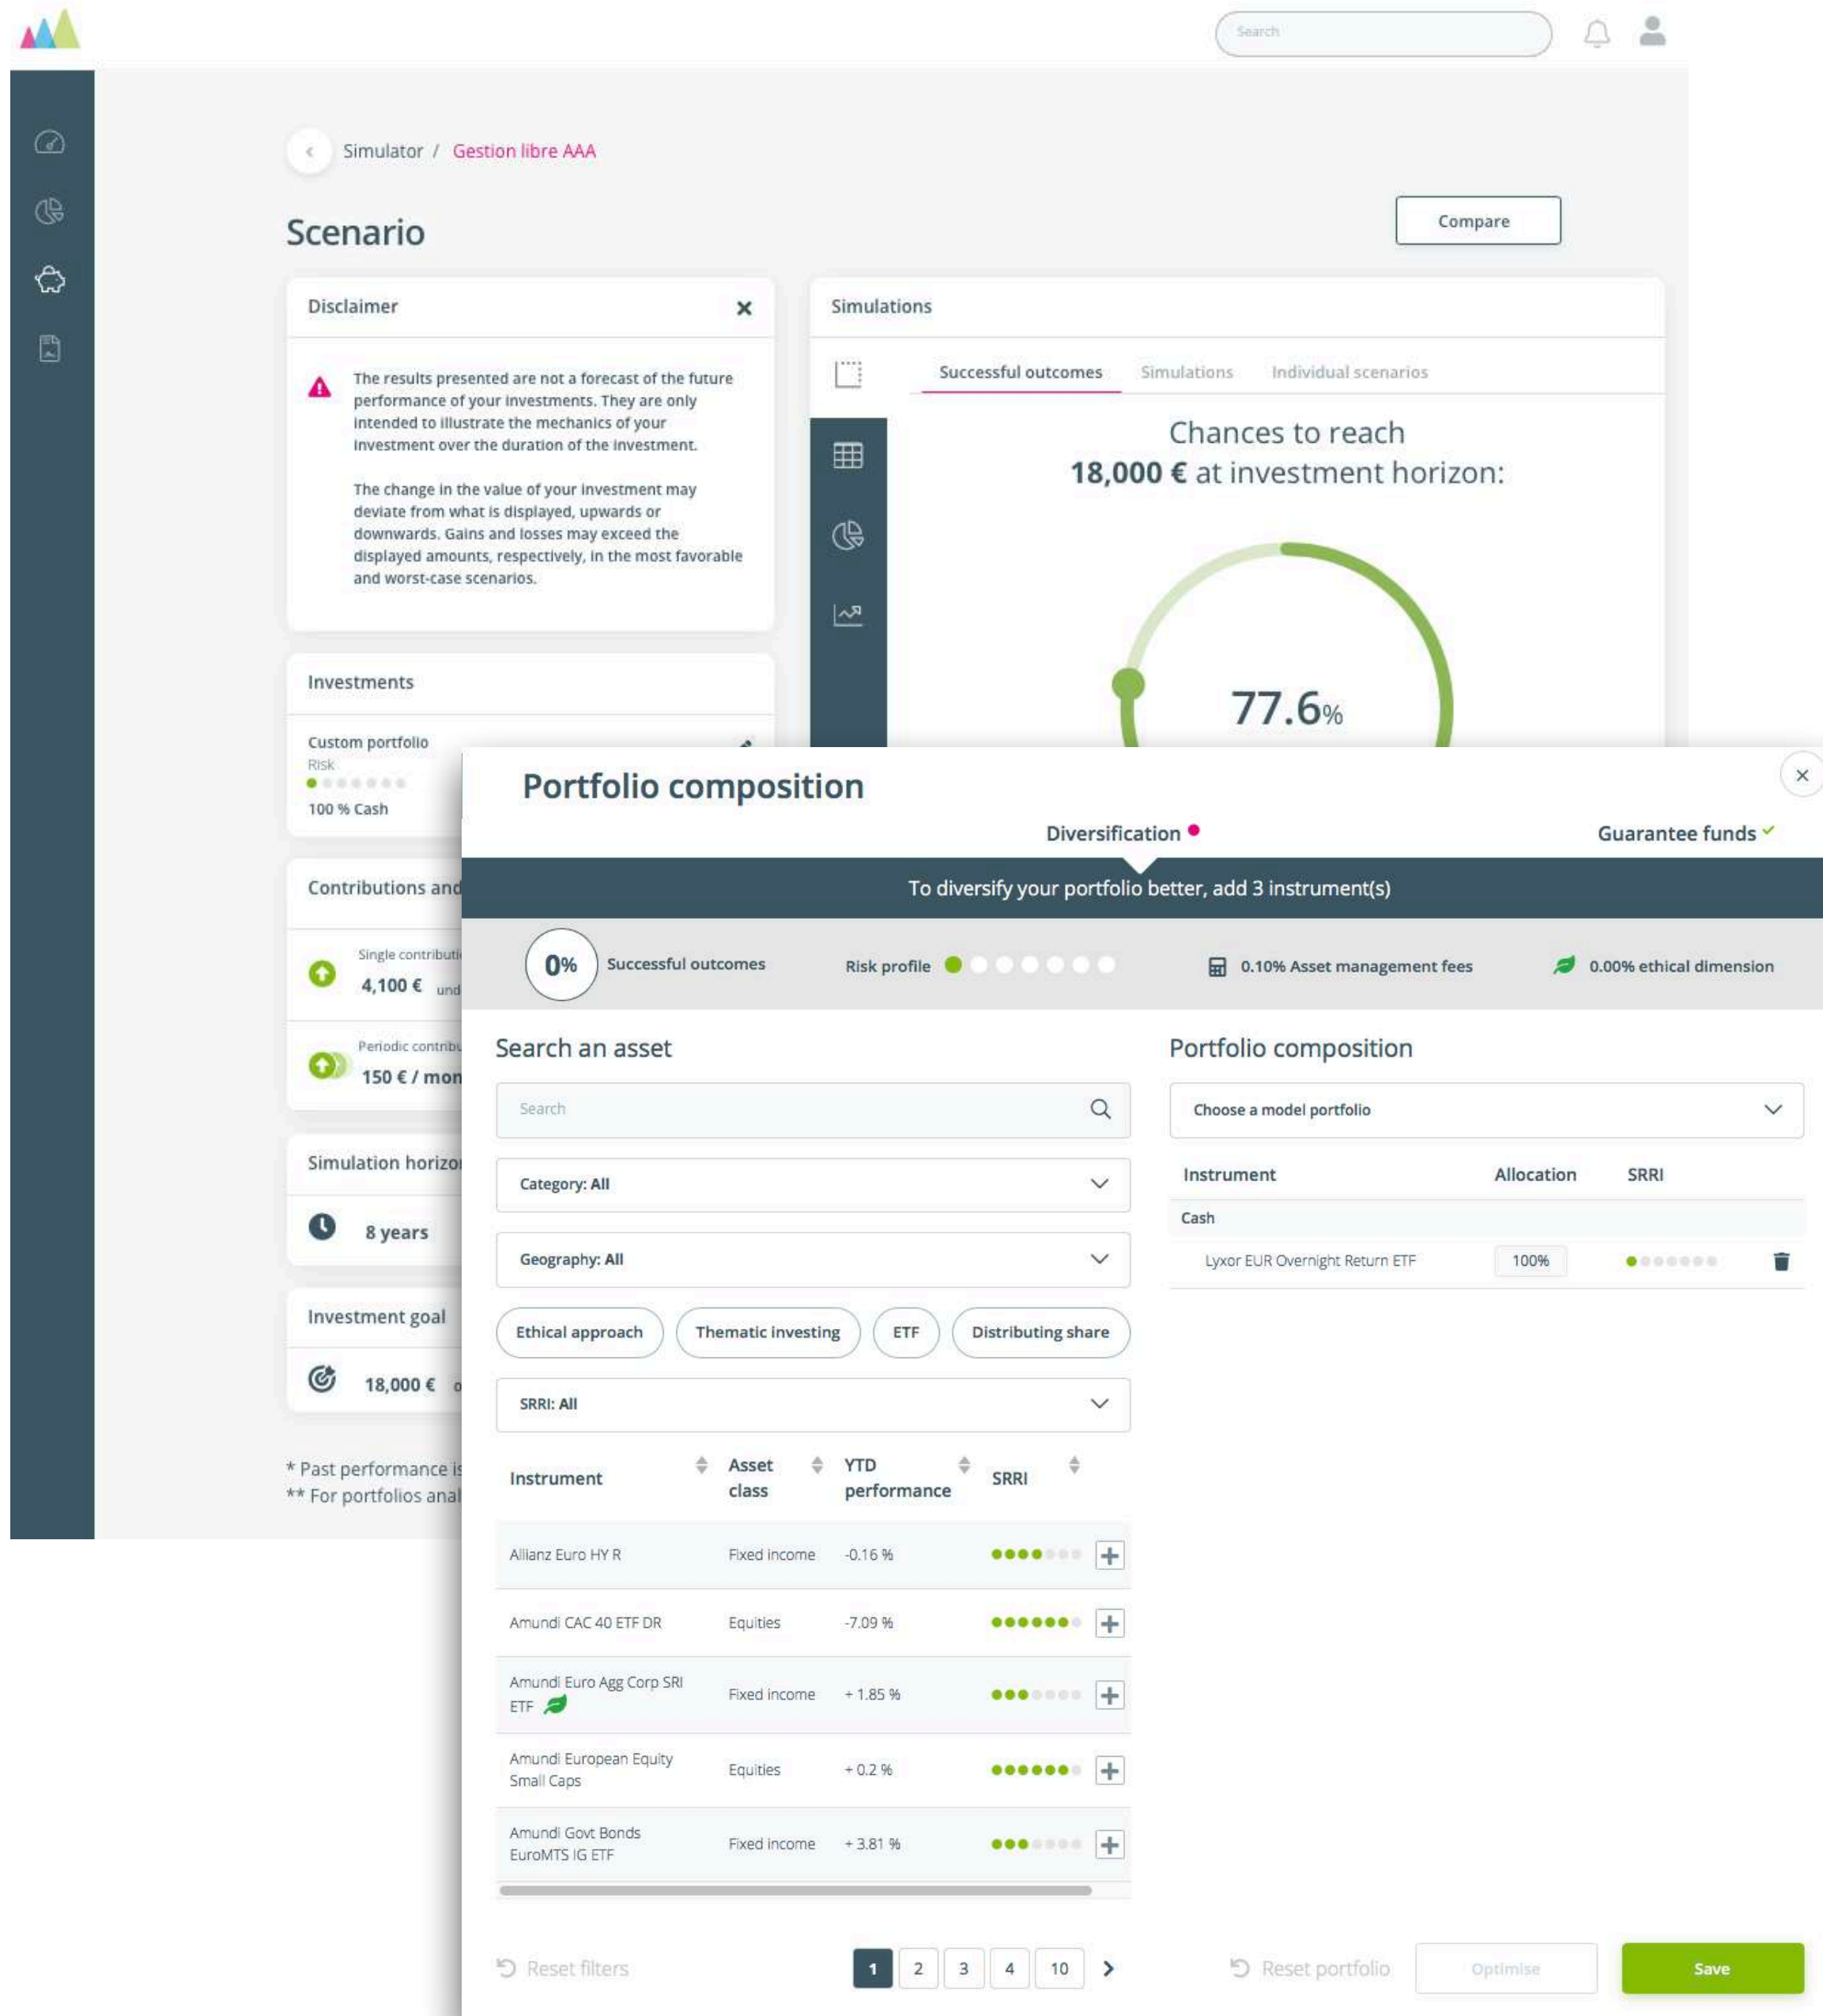 Search
Simulator / Gestion libre AAA
Scenario
Compare
Disclaimer
The results presented are not a forecast of the future
performance of your investments. They are only
intended to illustrate the mechanics of your
investment over the duration of the investment.
The change in the value of your investment may
deviate from what is displayed, upwards or
downwards. Gains and losses may exceed the
displayed amounts, respectively, in the most favorable
and worst-case scenarios.
Simulations
Successful outcomes Simulations Individual scenarios
Chances to reach
18,000 € at investment horizon:
77.6%
Investments
Custom portfolio
Risk
100 % Cash
Contributions and
Single
4,100 €
Periodic
150 € /
Simulation
8 years
Investment goal
18,000 €
* Past performance is
** For portfolios
Portfolio composition
Diversification Guarantee funds
To diversify your portfolio better, add 3 instrument(s)
0% Successful outcomes Risk profile 0.10% Asset management fees 0.00% ethical dimension
Search an asset
Search
Category: All
Geography: All
Ethical approach Thematic investing ETF Distributing share
SRRI: All
Instrument Asset class YTD performance SRRI
Allianz Euro HY R Fixed income -0.16 %
Amundi CAC 40 ETF DR Equities -7.09 %
Amundi Euro Agg Corp SRI
ETF Fixed income + 1.85 %
Amundi European Equity
Small Caps Equities + 0.2 %
Amundi Govt Bonds
EuroMTS IG ETF Fixed income + 3.81 %
Reset filters
1 2 3 4 10
Portfolio composition
Choose a model portfolio
Instrument Allocation SRRI
Cash
Lyxor EUR Overnight Return ETF 100%
Reset portfolio Optimise Save